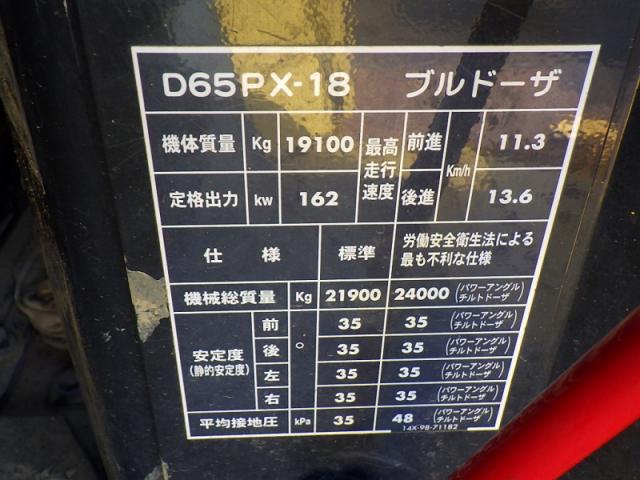 D65PX-18 ブルドーザ
機体質量 Kg 19100 最高走行速度 前進 Km/h 11.3
定格出力 kw 162 後進 13.6
仕様 標準 労働安全衛生法による
最も不利な仕様
機械総質量 Kg 21900 24000 (パワーアングルチルトドーザ)
安定度(静的安定度) 前 ° 35 35 (パワーアングルチルトドーザ)
後 35 35 (パワーアングルチルトドーザ)
左 35 35 (パワーアングルチルトドーザ)
右 35 35 (パワーアングルチルトドーザ)
平均接地圧 kPa 35 48 (パワーアングルチルトドーザ)
14X-98-71182